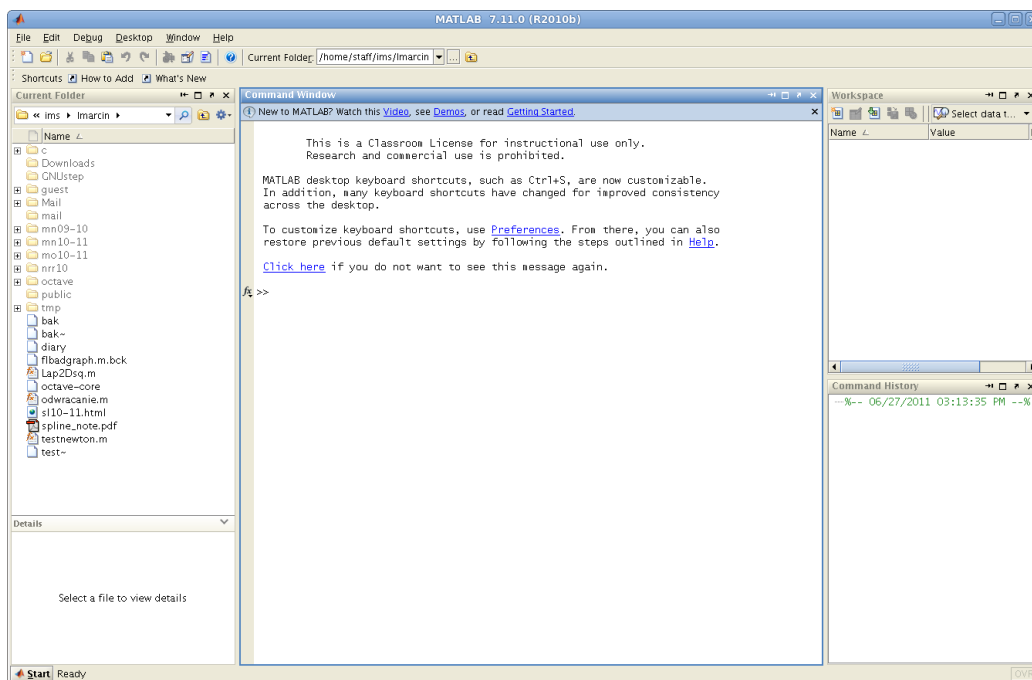 MATLAB 7.11.0 (R2010b)
File Edit Debug Desktop Window Help
Current Folder: /home/staff/ims/lmarcin
Shortcuts How to Add What's New
Current Folder
« ims lmarcin
Name
c
Downloads
GNUstep
guest
Mail
mail
mn09-10
mn10-11
mo10-11
nrr10
octave
public
tmp
bak
bak~
diary
flbadgraph.m.bck
Lap2Dsq.m
octave-core
odwracanie.m
sl10-11.html
spline_note.pdf
testnewton.m
test~
Details
Select a file to view details
Start Ready
Command Window
New to MATLAB? Watch this Video, see Demos, or read Getting Started.
This is a Classroom License for instructional use only.
Research and commercial use is prohibited.
MATLAB desktop keyboard shortcuts, such as Ctrl+S, are now customizable.
In addition, many keyboard shortcuts have changed for improved consistency
across the desktop.
To customize keyboard shortcuts, use Preferences. From there, you can also
restore previous default settings by following the steps outlined in Help.
Click here if you do not want to see this message again.
fx >>
Workspace
Select data t...
Name Value
Command History
%-- 06/27/2011 03:13:35 PM --%
OVR